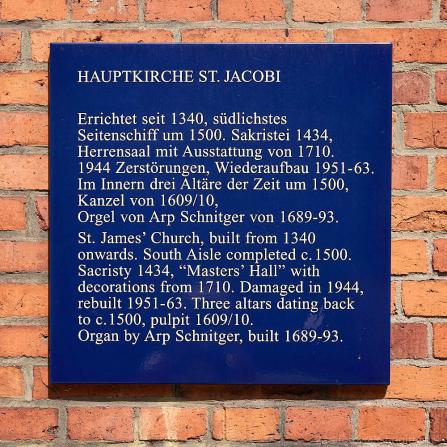 HAUPTKIRCHE ST. JACOBI
Errichtet seit 1340, südlichstes
Seitenschiff um 1500. Sakristei 1434,
Herrensaal mit Ausstattung von 1710.
1944 Zerstörungen, Wiederaufbau 1951-63.
Im Innern drei Altäre der Zeit um 1500,
Kanzel von 1609/10,
Orgel von Arp Schnitger von 1689-93.
St. James' Church, built from 1340
onwards. South Aisle completed c. 1500.
Sacristy 1434, “Masters' Hall” with
decorations from 1710. Damaged in 1944,
rebuilt 1951-63. Three altars dating back
to c. 1500, pulpit 1609/10.
Organ by Arp Schnitger, built 1689-93.